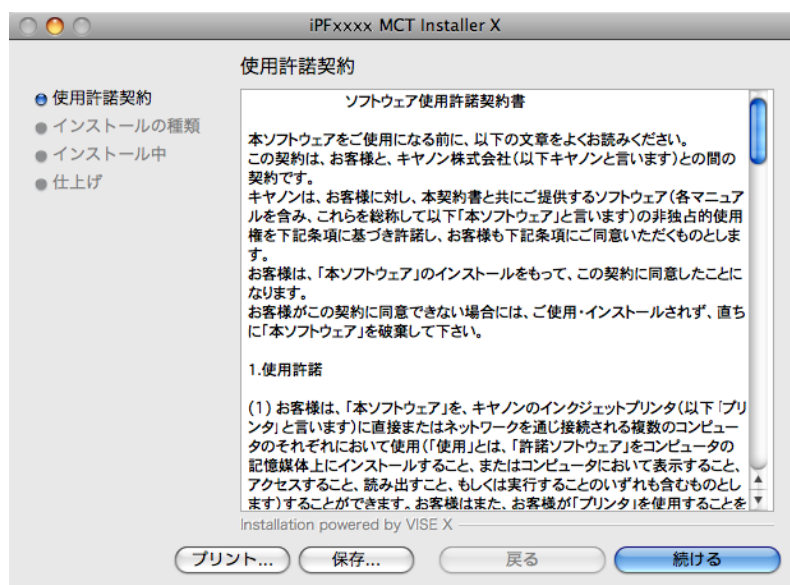 iPFxxxx MCT Installer X
使用許諾契約
使用許諾契約
インストールの種類
インストール中
仕上げ
ソフトウェア使用許諾契約書
本ソフトウェアをご使用になる前に、以下の文章をよくお読みください。
この契約は、お客様と、キヤノン株式会社(以下キヤノンと言います)との間の
契約です。
キヤノンは、お客様に対し、本契約書と共にご提供するソフトウェア(各マニュア
ルを含み、これらを総称して以下「本ソフトウェア」と言います)の非独占的使用
権を下記条項に基づき許諾し、お客様も下記条項にご同意いただくものとしま
す。
お客様は、「本ソフトウェア」のインストールをもって、この契約に同意したことに
なります。
お客様がこの契約に同意できない場合には、ご使用・インストールされず、直ち
に「本ソフトウェア」を破棄して下さい。
1.使用許諾
(1) お客様は、「本ソフトウェア」を、キヤノンのインクジェットプリンタ(以下「プリ
ンタ」と言います)に直接またはネットワークを通じ接続される複数のコンピュー
タのそれぞれにおいて使用(「使用」とは、「許諾ソフトウェア」をコンピュータの
記憶媒体上にインストールすること、またはコンピュータにおいて表示すること、
アクセスすること、読み出すこと、もしくは実行することのいずれも含むものとし
ます)することができます。お客様はまた、お客様が「プリンタ」を使用することを
Installation powered by VISE X
プリント...
保存...
戻る
続ける